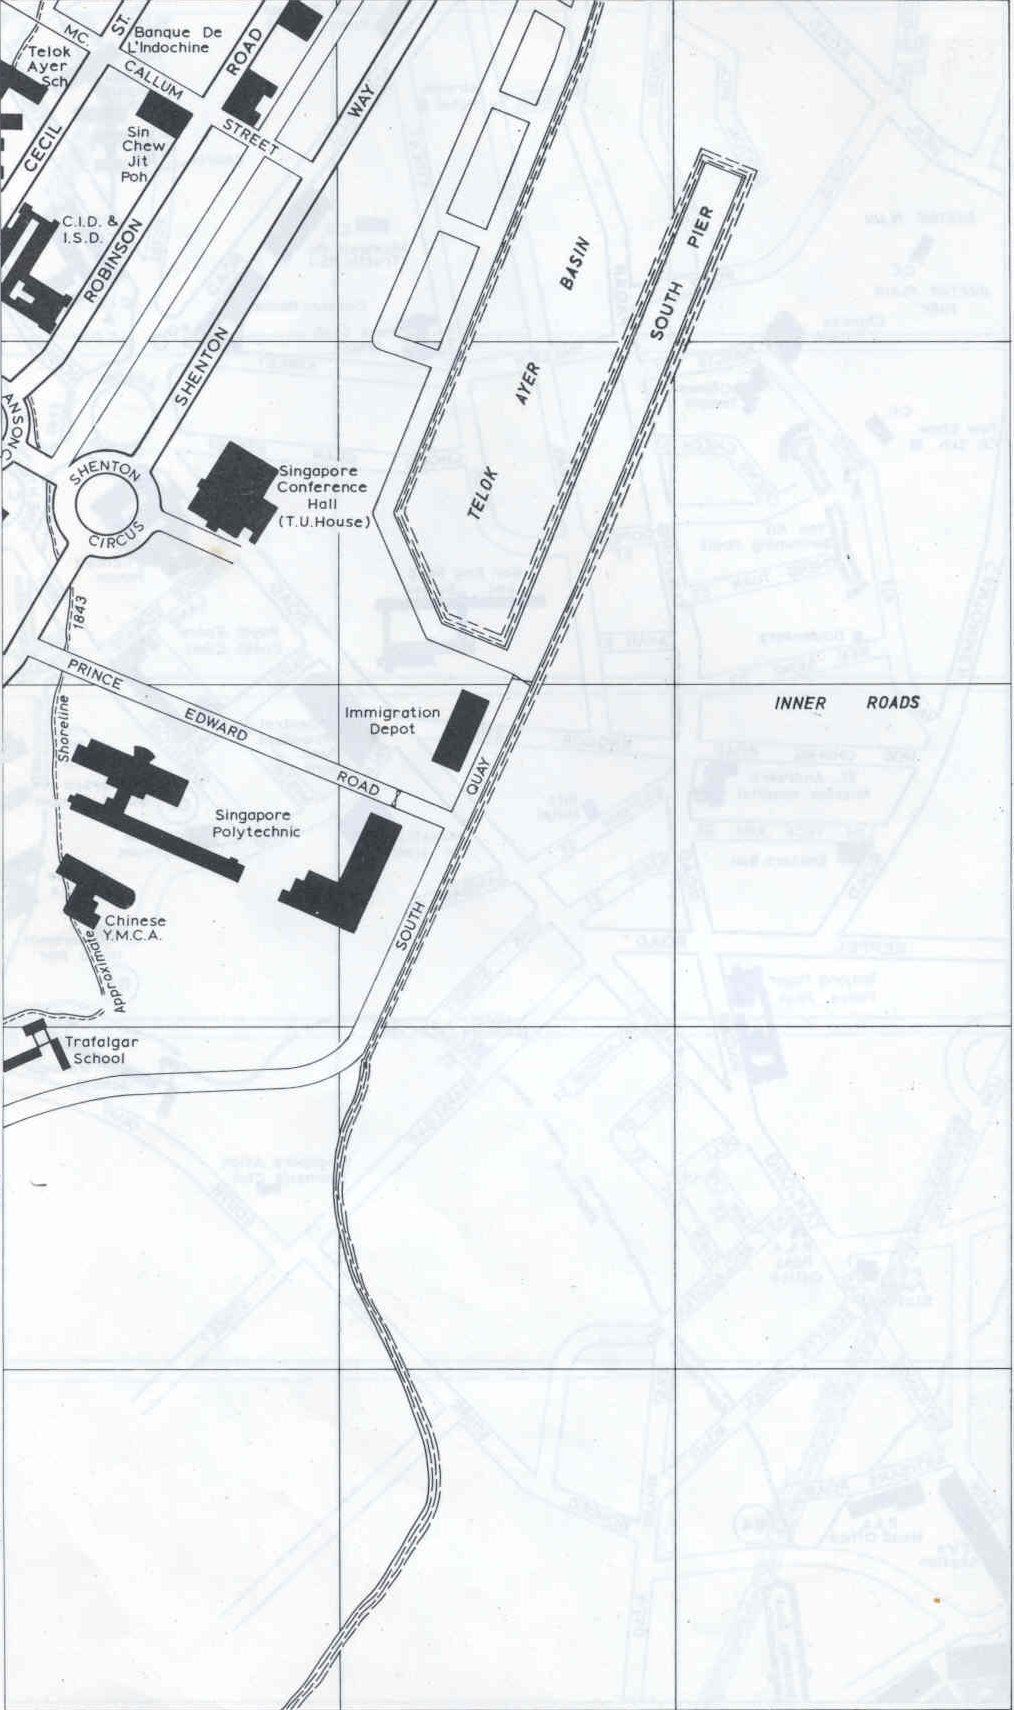 MC.
ST.
Banque De
L'Indochine
ROAD
Telok
Ayer
Sch
CALLUM
STREET
WAY
CECIL
Sin
Chew
Jit
Poh
C.I.D. &
I.S.D.
ROBINSON
SHENTON
BASIN
AYER
TELOK
SOUTH PIER
ANSON
SHENTON
CIRCUS
Singapore
Conference
Hall
(T.U.House)
1843
Shoreline
Approximate
PRINCE
EDWARD
ROAD
Immigration
Depot
QUAY
SOUTH
INNER ROADS
Singapore
Polytechnic
Chinese
Y.M.C.A.
Trafalgar
School